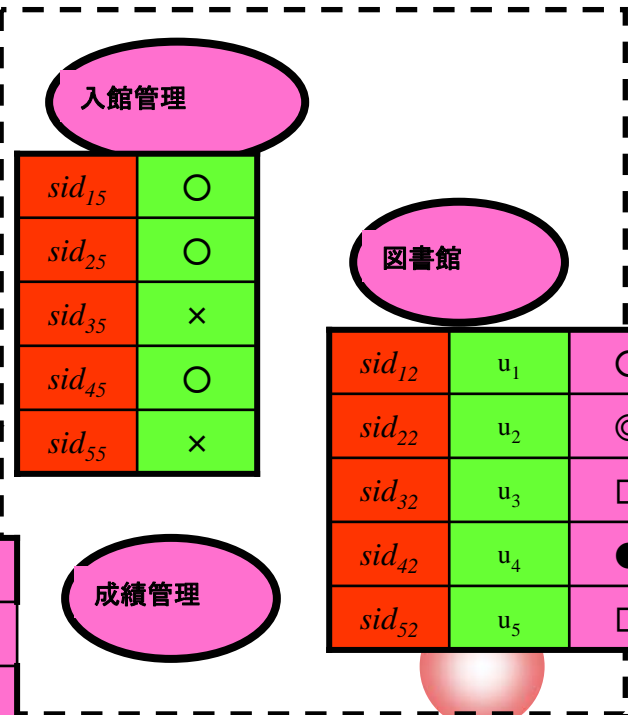 入館管理
sid15 ○
sid25 ○
sid35 ×
sid45 ○
sid55 ×
図書館
sid12 u1 ○
sid22 u2 ◎
sid32 u3 □
sid42 u4 ●
sid52 u5 □
成績管理